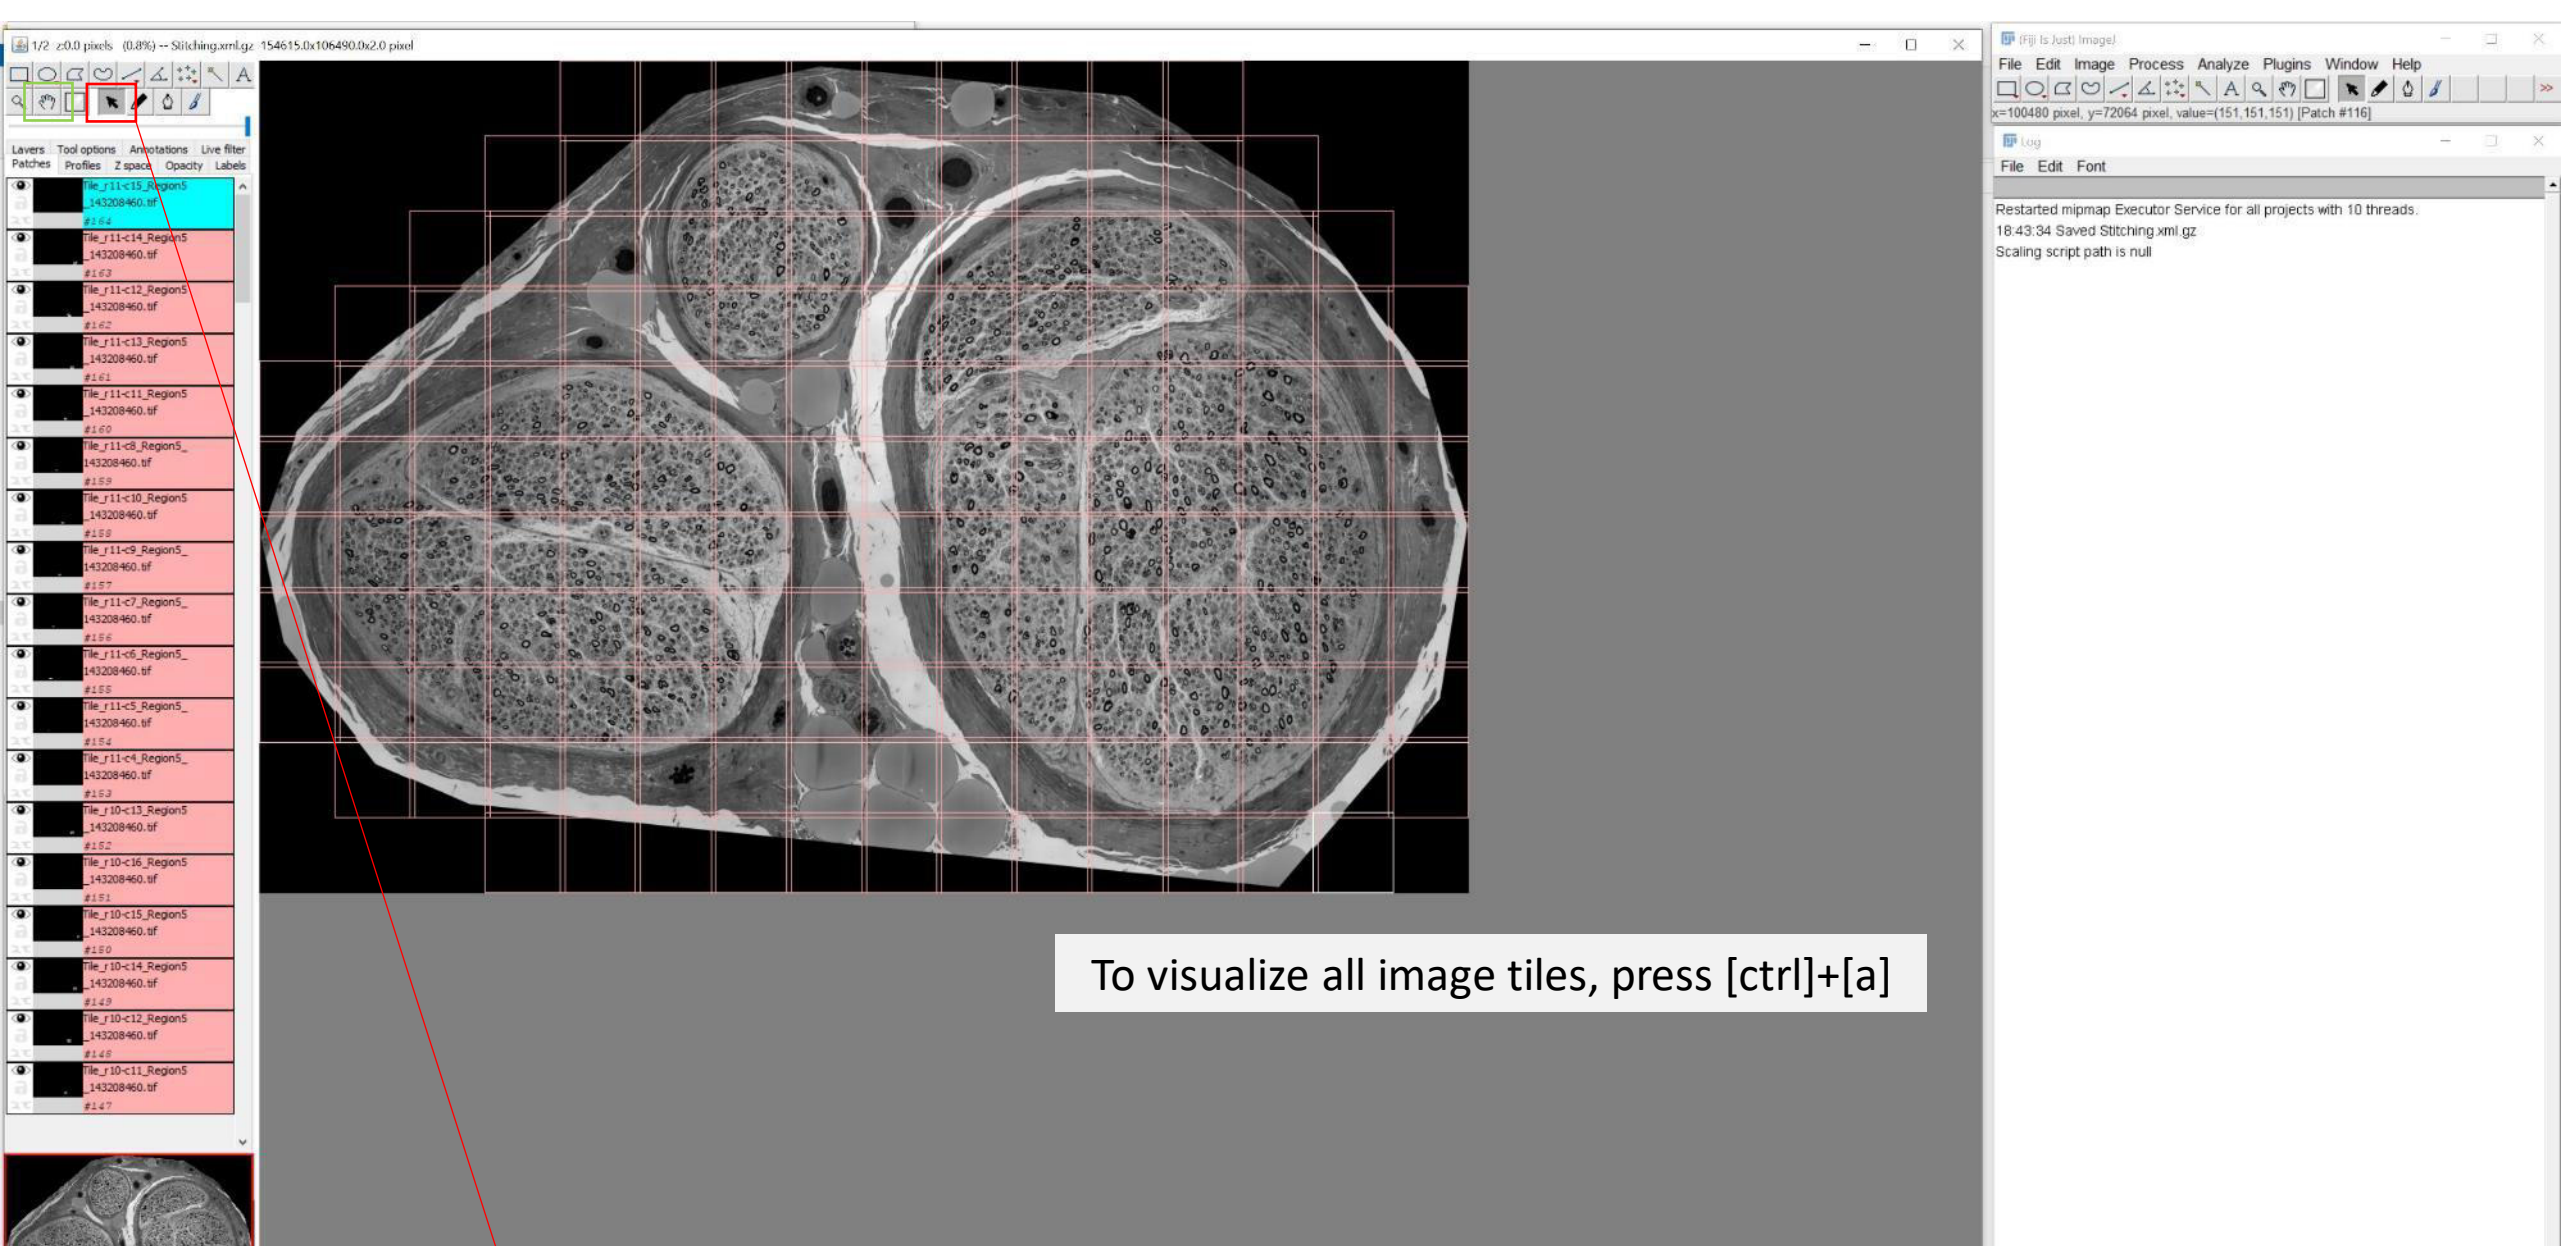 1/2 z:0.0 pixels (0.8%) -- Stitching.xml.gz 154615.0x106490.0x2.0 pixel
A
Layers Tool options Annotations Live filter
Patches Profiles Z space Opacity Labels
Tile_r11-c15_Region5
_143208460.tif
#164
Tile_r11-c14_Region5
_143208460.tif
#163
Tile_r11-c12_Region5
_143208460.tif
#162
Tile_r11-c13_Region5
_143208460.tif
#161
Tile_r11-c11_Region5
_143208460.tif
#160
Tile_r11-c8_Region5_
143208460.tif
#159
Tile_r11-c10_Region5
_143208460.tif
#158
Tile_r11-c9_Region5_
143208460.tif
#157
Tile_r11-c7_Region5_
143208460.tif
#156
Tile_r11-c6_Region5_
143208460.tif
#155
Tile_r11-c5_Region5_
143208460.tif
#154
Tile_r11-c4_Region5_
143208460.tif
#153
Tile_r10-c13_Region5
_143208460.tif
#152
Tile_r10-c16_Region5
_143208460.tif
#151
Tile_r10-c15_Region5
_143208460.tif
#150
Tile_r10-c14_Region5
_143208460.tif
#149
Tile_r10-c12_Region5
_143208460.tif
#148
Tile_r10-c11_Region5
_143208460.tif
#147
To visualize all image tiles, press [ctrl]+[a]
(Fiji Is Just) ImageJ
File Edit Image Process Analyze Plugins Window Help
A >>
x=100480 pixel, y=72064 pixel, value=(151,151,151) [Patch #116]
Log
File Edit Font
Restarted mipmap Executor Service for all projects with 10 threads.
18:43:34 Saved Stitching.xml.gz
Scaling script path is null